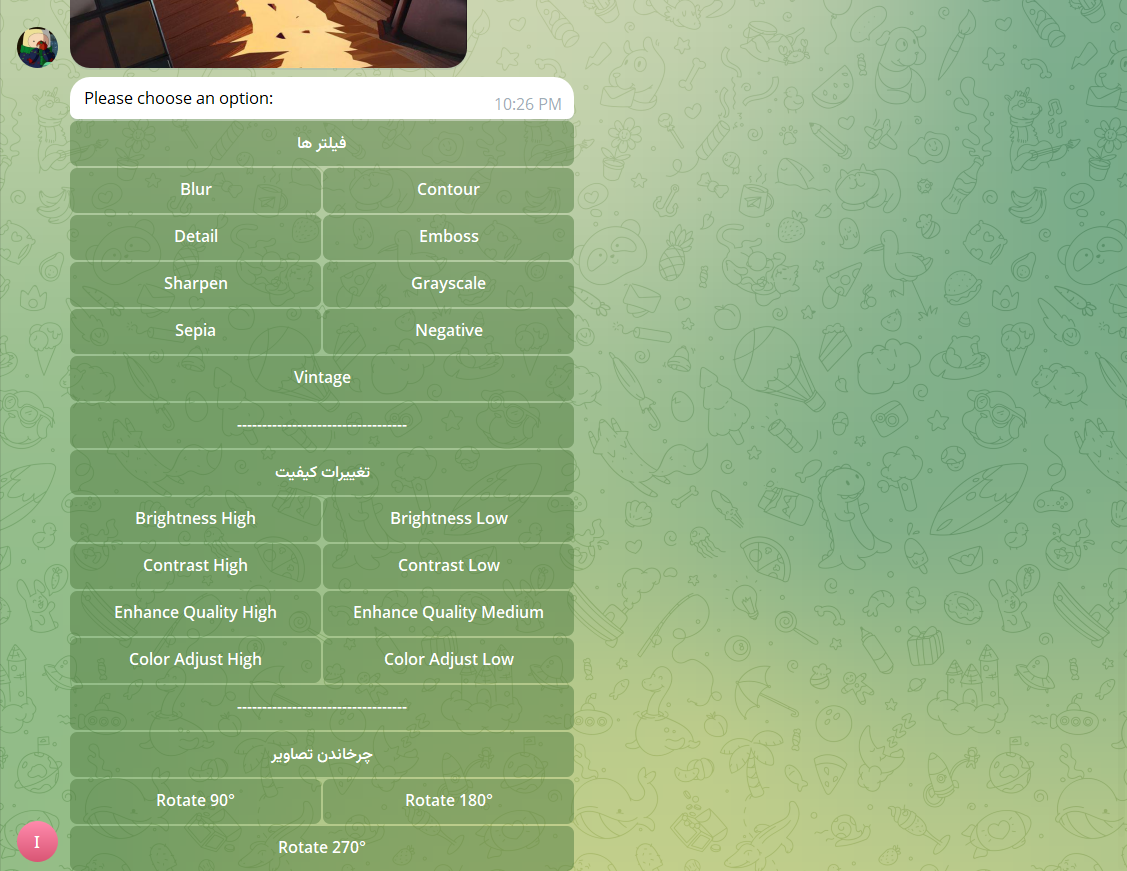 Please choose an option:
10:26 PM
فیلتر ها
Blur
Contour
Detail
Emboss
Sharpen
Grayscale
Sepia
Negative
Vintage
----------------------------------
تغییرات کیفیت
Brightness High
Brightness Low
Contrast High
Contrast Low
Enhance Quality High
Enhance Quality Medium
Color Adjust High
Color Adjust Low
----------------------------------
چرخاندن تصاویر
Rotate 90°
Rotate 180°
Rotate 270°
I